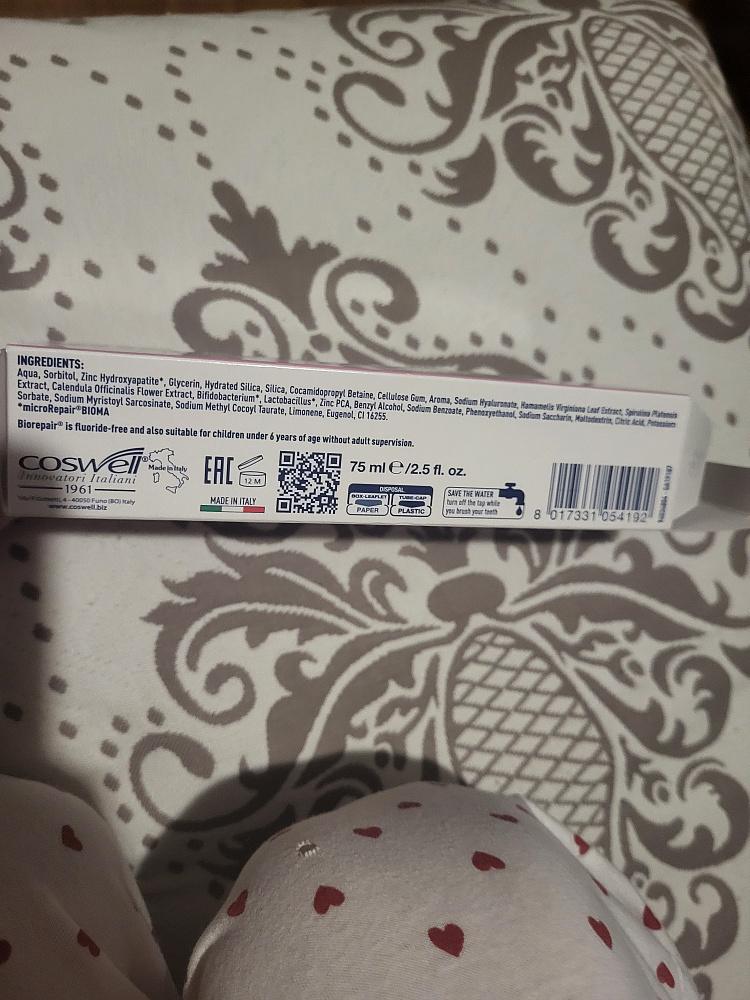 INGREDIENTS:
Aqua, Sorbitol, Zinc Hydroxyapatite*, Glycerin, Hydrated Silica, Silica, Cocamidopropyl Betaine, Cellulose Gum, Aroma, Sodium Hyaluronate, Hamamelis Virginiana Leaf Extract, Spirulina Platensis
Extract, Calendula Officinalis Flower Extract, Bifidobacterium*, Lactobacillus*, Zinc PCA, Benzyl Alcohol, Sodium Benzoate, Phenoxyethanol, Sodium Saccharin, Maltodextrin, Citric Acid, Potassium
Sorbate, Sodium Myristoyl Sarcosinate, Sodium Methyl Cocoyl Taurate, Limonene, Eugenol, CI 16255.
*microRepair®BIOMA
Biorepair® is fluoride-free and also suitable for children under 6 years of age without adult supervision.
COSWell®
Innovatori Italiani
1961
4 - 40050 Funo (BO) Italy
www.coswell.biz
Made in Italy
EAC
12 M
MADE IN ITALY
75 ml ℮/2.5 fl. oz.
DISPOSAL
BOX-LEAFLET
PAPER
TUBE-CAP
PLASTIC
SAVE THE WATER
turn off the tap while
you brush your teeth
8 017331 054192